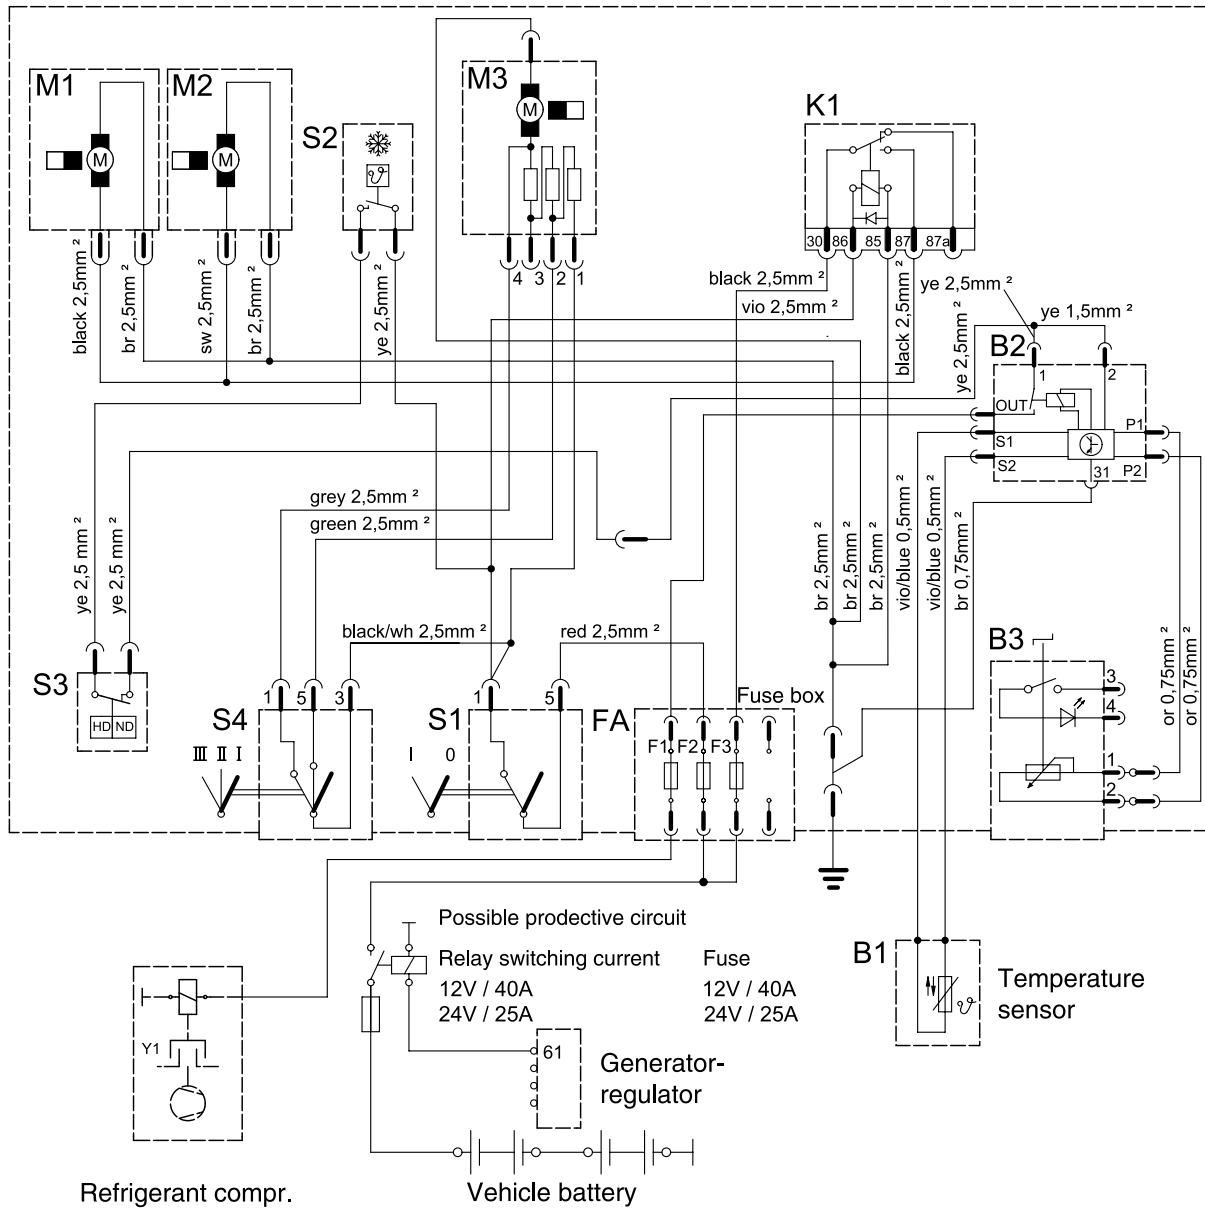 M1
M2
M3
M
M
M
S2
K1
30 86 85 87 87a
4 3 2 1
black 2,5mm ²
br 2,5mm ²
sw 2,5mm ²
br 2,5mm ²
ye 2,5mm ²
black 2,5mm ²
vio 2,5mm ²
black 2,5mm ²
ye 2,5mm ²
ye 2,5mm ²
ye 1,5mm ²
B2
1 2
OUT
S1
S2
P1
P2
31
grey 2,5mm ²
green 2,5mm ²
ye 2,5 mm ²
ye 2,5 mm ²
br 2,5mm ²
br 2,5mm ²
br 2,5mm ²
vio/blue 0,5mm ²
vio/blue 0,5mm ²
br 0,75mm ²
or 0,75mm ²
or 0,75mm ²
black/wh 2,5mm ²
red 2,5mm ²
S3
HD ND
1 5 3
S4
III II I
1 5
S1
I 0
FA
Fuse box
F1 F2 F3
B3
3
4
1
2
Possible prodective circuit
Relay switching current
12V / 40A
24V / 25A
Fuse
12V / 40A
24V / 25A
B1
ϑ
Temperature
sensor
61
Generator-
regulator
Y1
Refrigerant compr.
Vehicle battery